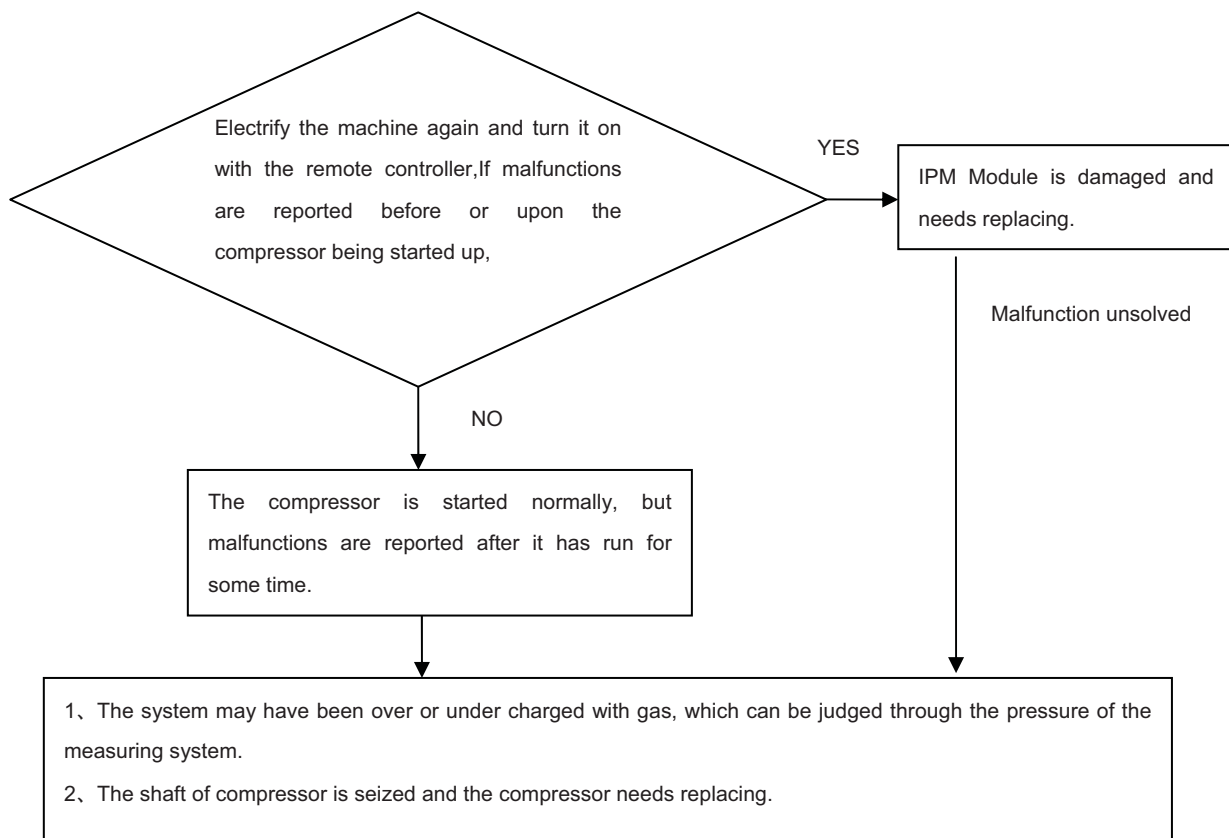 Electrify the machine again and turn it on
with the remote controller,If malfunctions
are reported before or upon the
compressor being started up,
YES
IPM Module is damaged and
needs replacing.
Malfunction unsolved
NO
The compressor is started normally, but
malfunctions are reported after it has run for
some time.
1、The system may have been over or under charged with gas, which can be judged through the pressure of the
measuring system.
2、The shaft of compressor is seized and the compressor needs replacing.